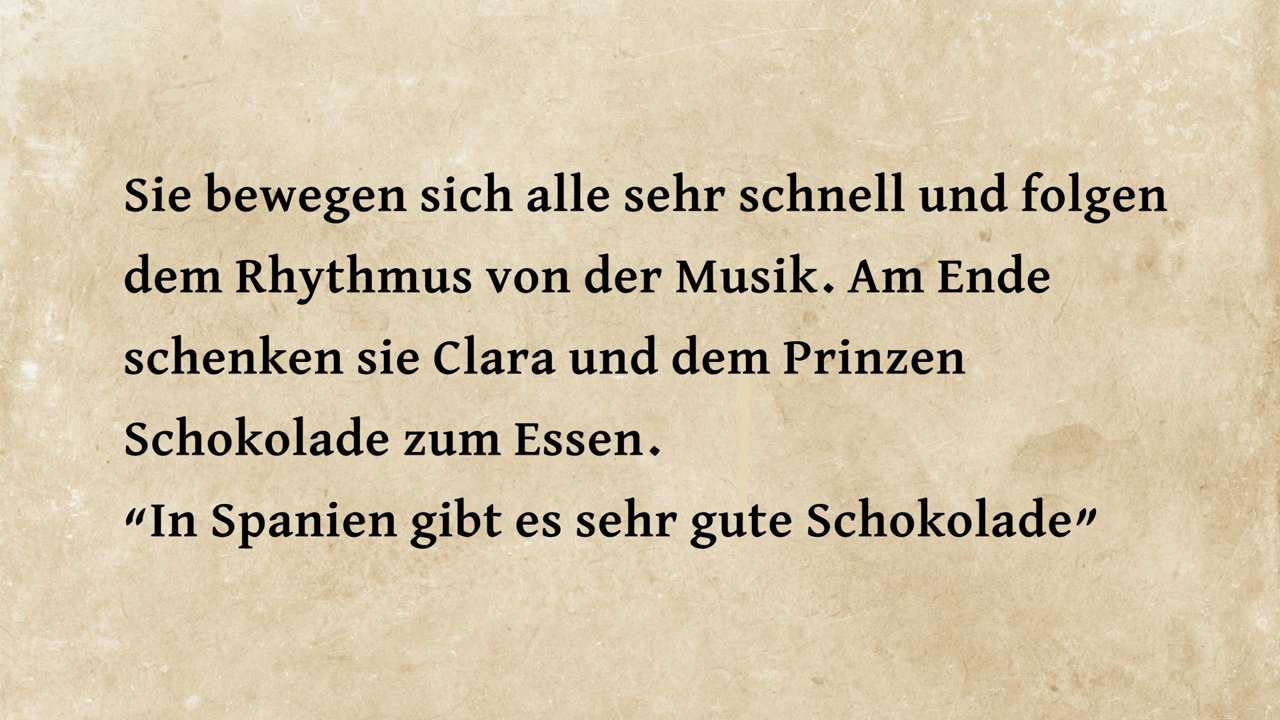 Sie bewegen sich alle sehr schnell und folgen
dem Rhythmus von der Musik. Am Ende
schenken sie Clara und dem Prinzen
Schokolade zum Essen.
“In Spanien gibt es sehr gute Schokolade”